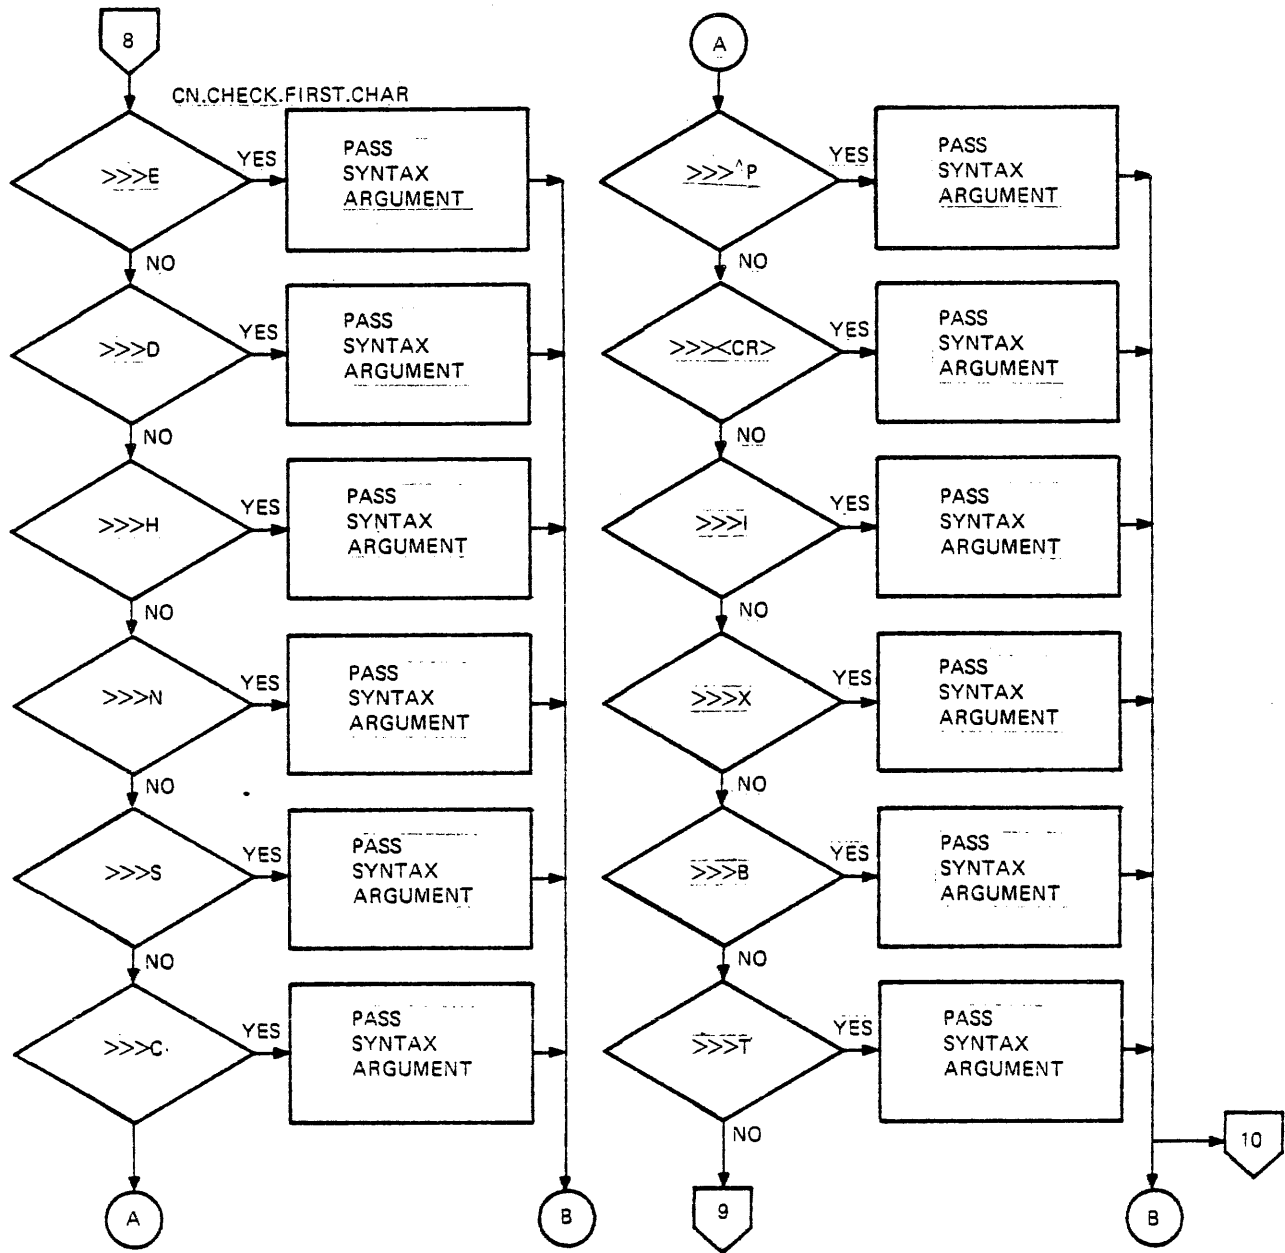 8
CN.CHECK.FIRST.CHAR
>>>E
YES
PASS
SYNTAX
ARGUMENT
NO
>>>D
YES
PASS
SYNTAX
ARGUMENT
NO
>>>H
YES
PASS
SYNTAX
ARGUMENT
NO
>>>N
YES
PASS
SYNTAX
ARGUMENT
NO
>>>S
YES
PASS
SYNTAX
ARGUMENT
NO
>>>C
YES
PASS
SYNTAX
ARGUMENT
A
B
A
>>>^P
YES
PASS
SYNTAX
ARGUMENT
NO
>>><CR>
YES
PASS
SYNTAX
ARGUMENT
NO
>>>I
YES
PASS
SYNTAX
ARGUMENT
NO
>>>X
YES
PASS
SYNTAX
ARGUMENT
NO
>>>B
YES
PASS
SYNTAX
ARGUMENT
NO
>>>T
YES
PASS
SYNTAX
ARGUMENT
NO
9
10
B